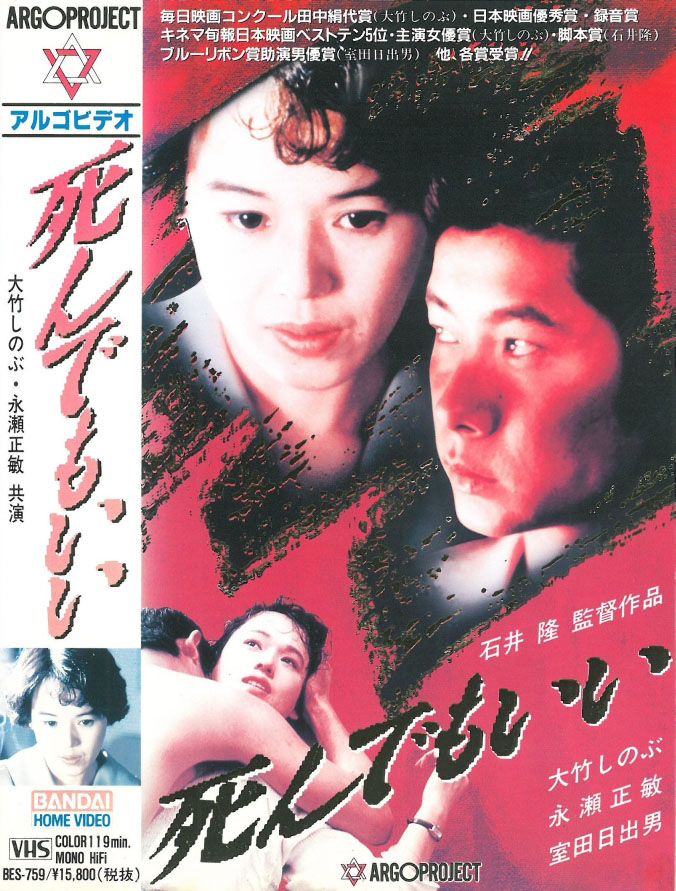 ARGOPROJECT
アルゴビデオ
死んでもいい
大竹しのぶ・永瀬正敏 共演
BANDAI
HOME VIDEO
VHS COLOR119min.
MONO HiFi
BES-759/¥15,800(税抜)
毎日映画コンクール田中絹代賞(大竹しのぶ)・日本映画優秀賞・録音賞
キネマ旬報日本映画ベストテン5位・主演女優賞(大竹しのぶ)・脚本賞(石井隆)
ブルーリボン賞助演男優賞(室田日出男) 他、各賞受賞!!
石井 隆 監督作品
死んでもいい
大竹しのぶ
永瀬正敏
室田日出男
ARGOPROJECT